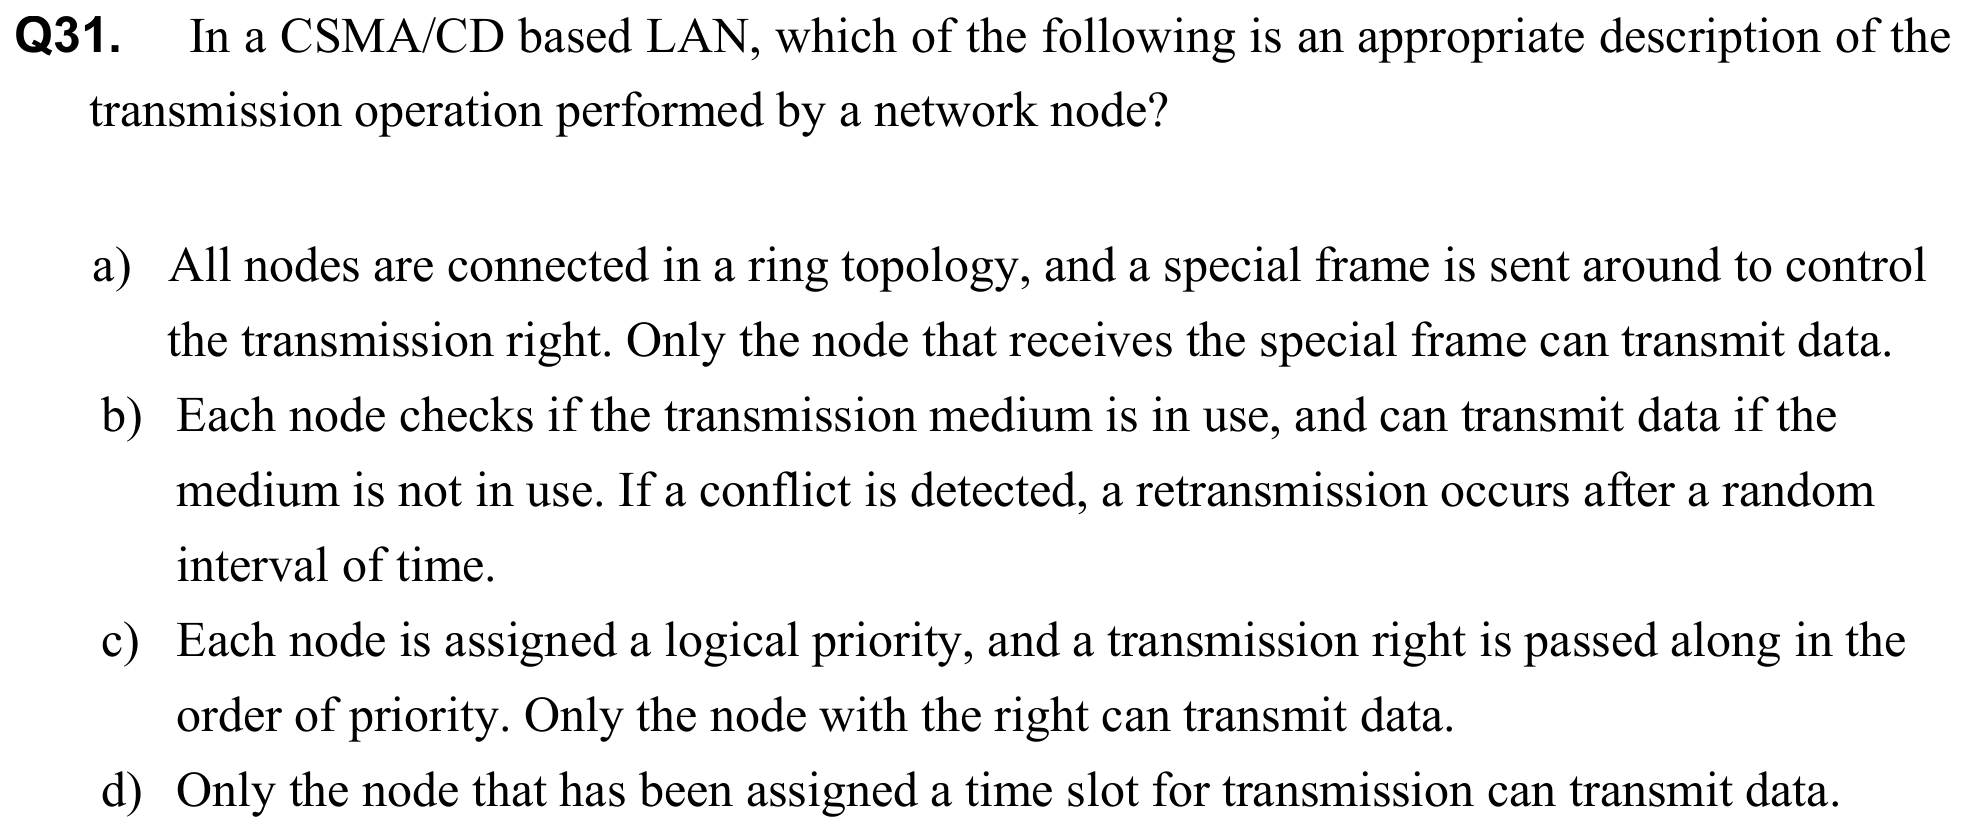 Q31. In a CSMA/CD based LAN, which of the following is an appropriate description of the
transmission operation performed by a network node?
a) All nodes are connected in a ring topology, and a special frame is sent around to control
the transmission right. Only the node that receives the special frame can transmit data.
b) Each node checks if the transmission medium is in use, and can transmit data if the
medium is not in use. If a conflict is detected, a retransmission occurs after a random
interval of time.
c) Each node is assigned a logical priority, and a transmission right is passed along in the
order of priority. Only the node with the right can transmit data.
d) Only the node that has been assigned a time slot for transmission can transmit data.